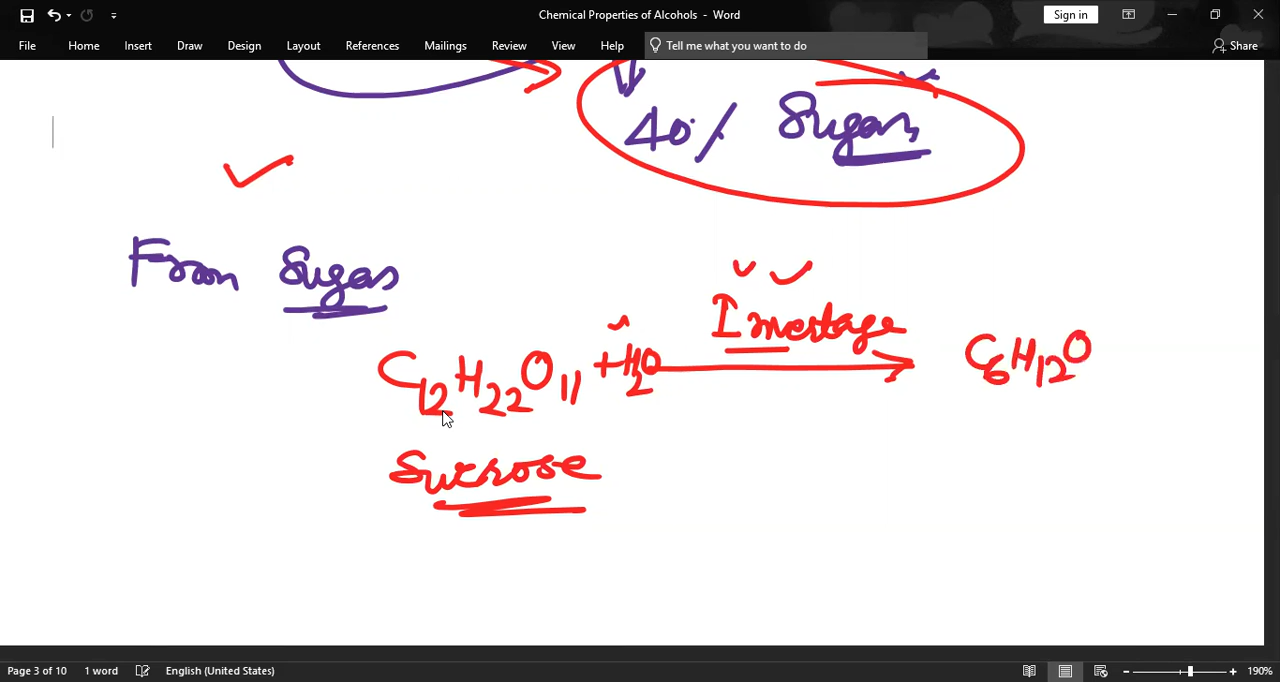 Chemical Properties of Alcohols - Word
Sign in
File Home Insert Draw Design Layout References Mailings Review View Help Tell me what you want to do Share
40% Sugar
From Sugar
Invertage
C12H22O11 +H2O C6H12O
Sucrose
Page 3 of 10 1 word English (United States) 190%